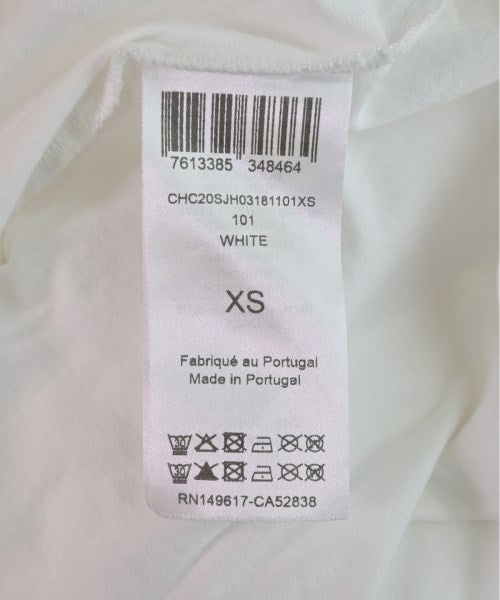 7613385 348464
CHC20SJH03181101XS
101
WHITE
XS
Fabriqué au Portugal
Made in Portugal
RN149617-CA52838